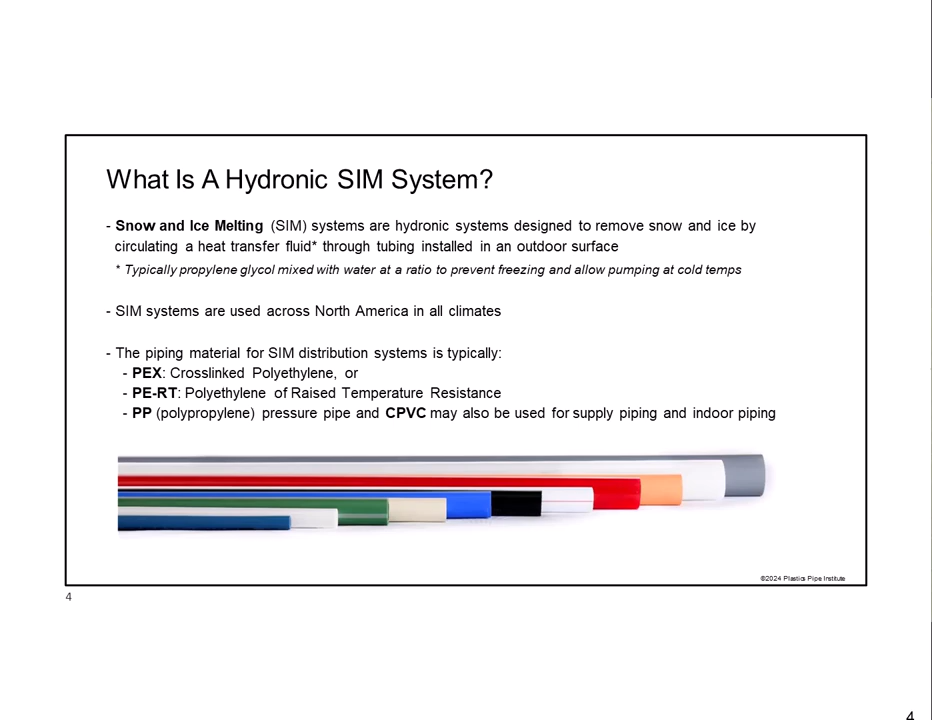 What Is A Hydronic SIM System?
- Snow and Ice Melting (SIM) systems are hydronic systems designed to remove snow and ice by
circulating a heat transfer fluid* through tubing installed in an outdoor surface
* Typically propylene glycol mixed with water at a ratio to prevent freezing and allow pumping at cold temps
- SIM systems are used across North America in all climates
- The piping material for SIM distribution systems is typically:
- PEX: Crosslinked Polyethylene, or
- PE-RT: Polyethylene of Raised Temperature Resistance
- PP (polypropylene) pressure pipe and CPVC may also be used for supply piping and indoor piping
©2024 Plastics Pipe Institute
4
4